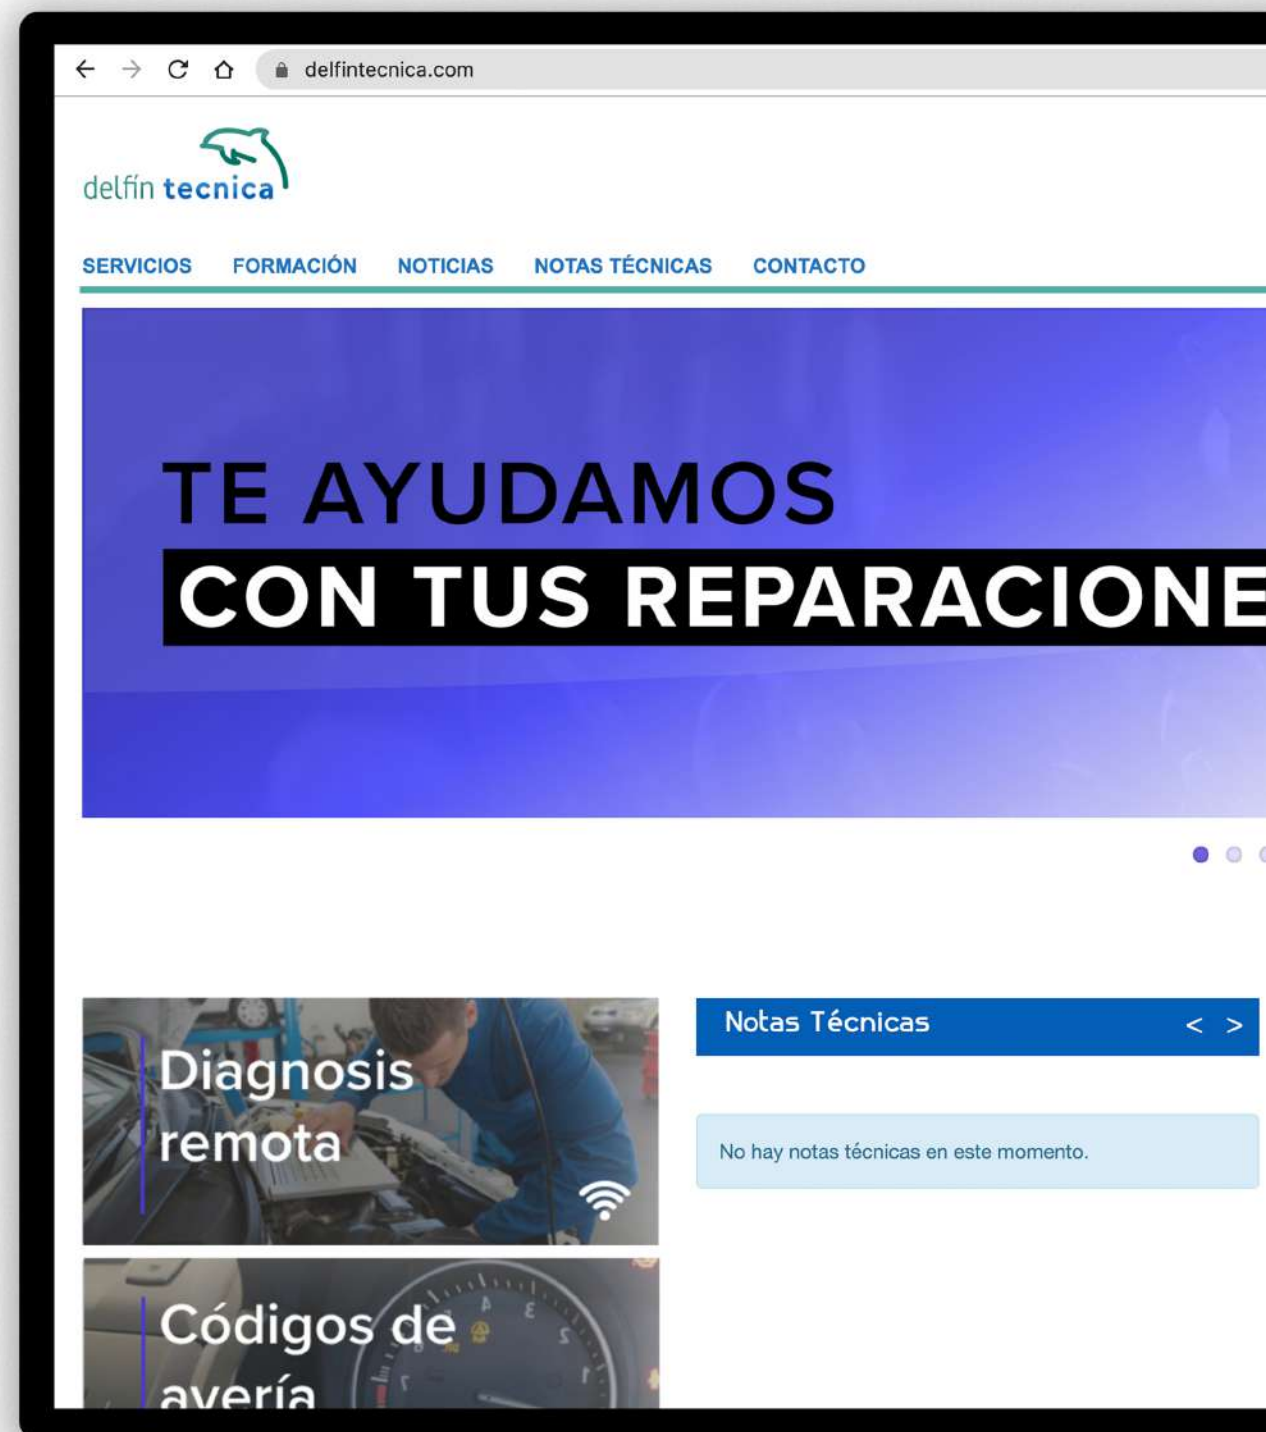 delfintecnica.com
delfín tecnica
SERVICIOS FORMACIÓN NOTICIAS NOTAS TÉCNICAS CONTACTO
TE AYUDAMOS
CON TUS REPARACIONE
Diagnosis
remota
Notas Técnicas < >
No hay notas técnicas en este momento.
Códigos de
avería